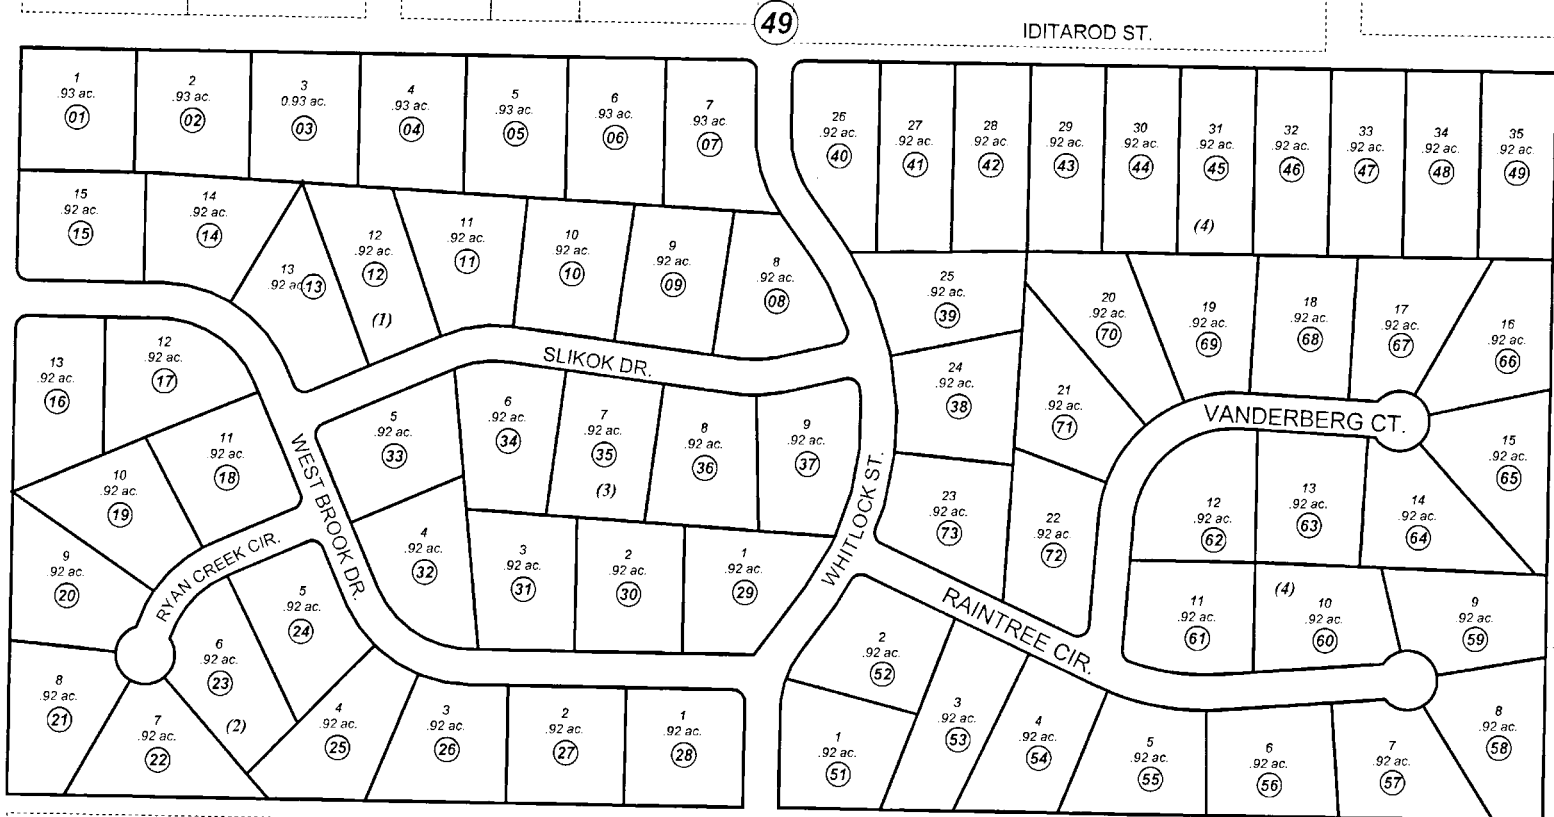 49
IDITAROD ST.
1
.93 ac.
01
2
.93 ac.
02
3
0.93 ac.
03
4
.93 ac.
04
5
.93 ac.
05
6
.93 ac.
06
7
.93 ac.
07
26
.92 ac.
40
27
.92 ac.
41
28
.92 ac.
42
29
.92 ac.
43
30
.92 ac.
44
31
.92 ac.
45
(4)
32
.92 ac.
46
33
.92 ac.
47
34
.92 ac.
48
35
.92 ac.
49
15
.92 ac.
15
14
.92 ac.
14
13
.92 ac.
13
12
.92 ac.
12
(1)
11
.92 ac.
11
10
.92 ac.
10
9
.92 ac.
09
8
.92 ac.
08
25
.92 ac.
39
20
.92 ac.
70
19
.92 ac.
69
18
.92 ac.
68
17
.92 ac.
67
16
.92 ac.
66
13
.92 ac.
16
12
.92 ac.
17
SLIKOK DR.
24
.92 ac.
38
21
.92 ac.
71
VANDERBERG CT.
5
.92 ac.
33
6
.92 ac.
34
7
.92 ac.
35
(3)
8
.92 ac.
36
9
.92 ac.
37
11
.92 ac.
18
10
.92 ac.
19
WEST BROOK DR.
WHITLOCK ST.
15
.92 ac.
65
23
.92 ac.
73
22
.92 ac.
72
12
.92 ac.
62
13
.92 ac.
63
14
.92 ac.
64
9
.92 ac.
20
RYAN CREEK CIR.
4
.92 ac.
32
3
.92 ac.
31
2
.92 ac.
30
1
.92 ac.
29
5
.92 ac.
24
6
.92 ac.
23
(2)
RAINTREE CIR.
11
.92 ac.
61
(4)
10
.92 ac.
60
9
.92 ac.
59
2
.92 ac.
52
8
.92 ac.
21
7
.92 ac.
22
4
.92 ac.
25
3
.92 ac.
26
2
.92 ac.
27
1
.92 ac.
28
1
.92 ac.
51
3
.92 ac.
53
4
.92 ac.
54
5
.92 ac.
55
6
.92 ac.
56
7
.92 ac.
57
8
.92 ac.
58